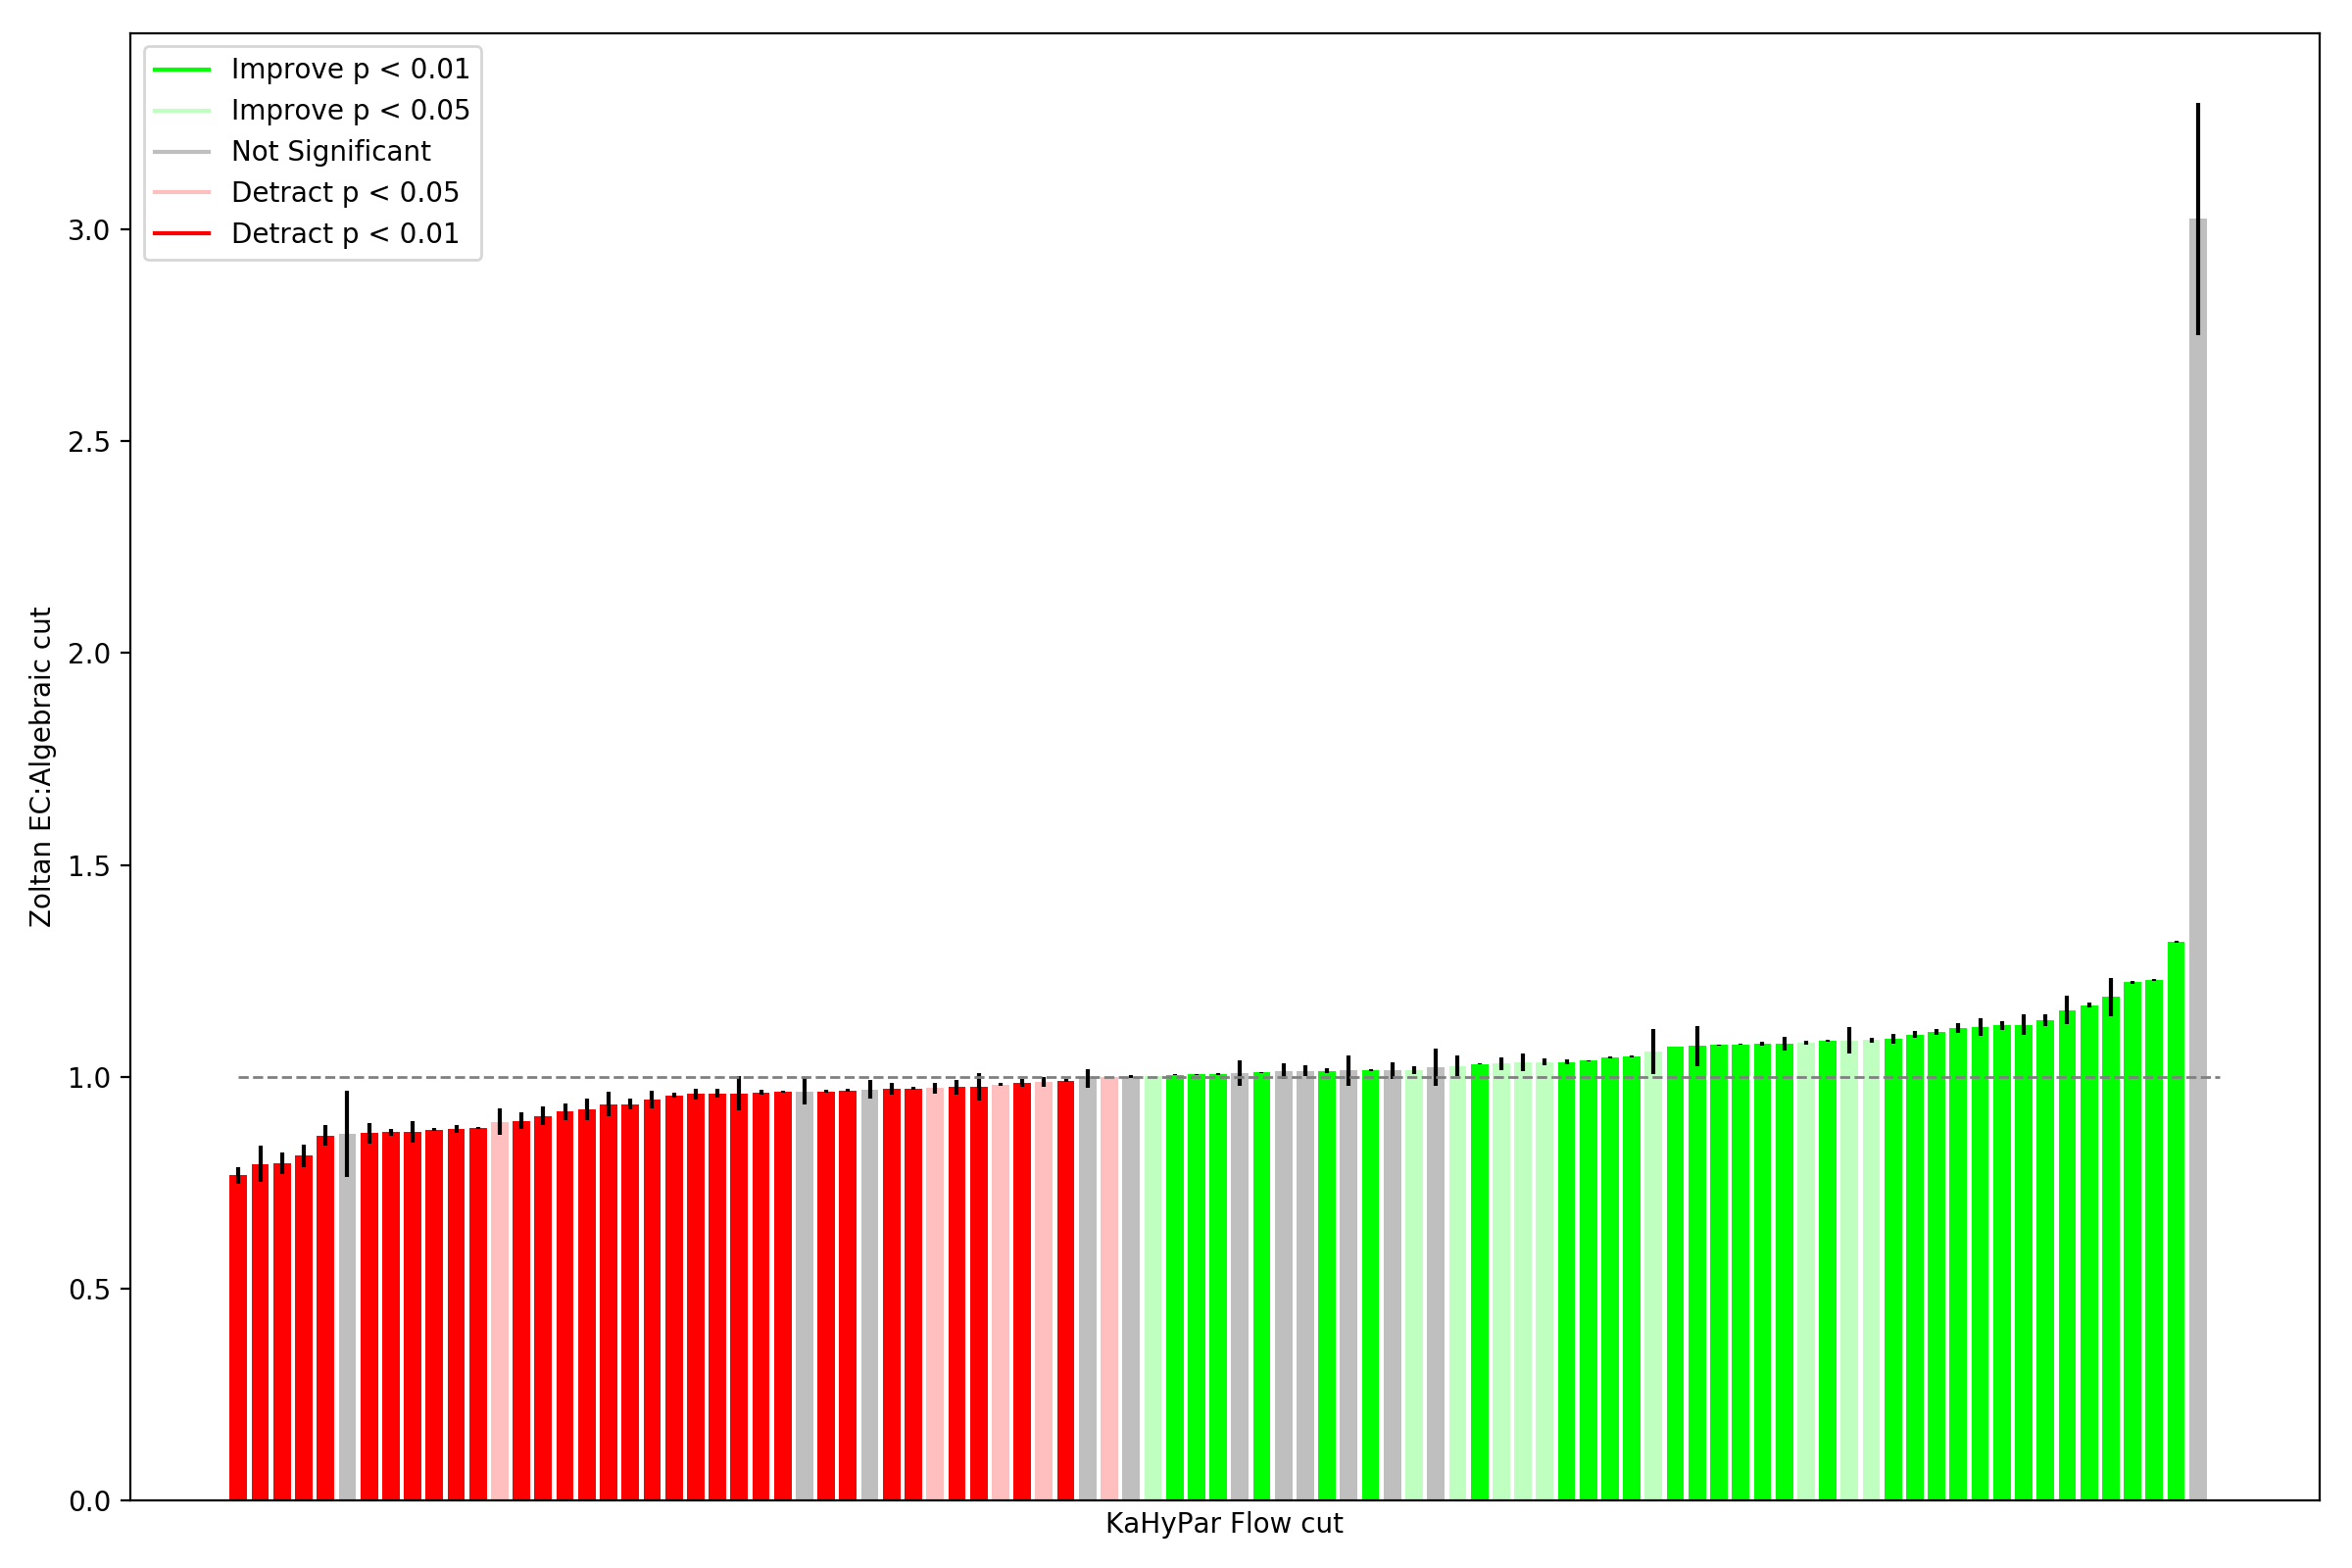 Improve p < 0.01
Improve p < 0.05
Not Significant
Detract p < 0.05
Detract p < 0.01
3.0
2.5
2.0
1.5
1.0
0.5
0.0
Zoltan EC:Algebraic cut
KaHyPar Flow cut